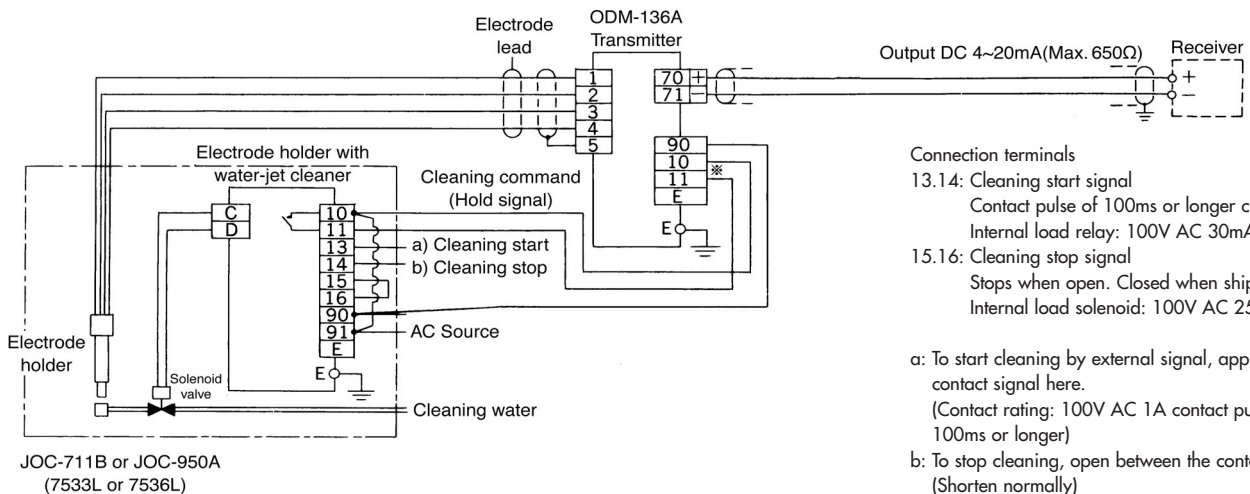 Electrode
lead
ODM-136A
Transmitter
Output DC 4~20mA(Max. 650Ω)
Receiver
1
2
3
4
5
70 +
71 −
+
−
90
10
11
E
※
E
Electrode holder with
water-jet cleaner
Cleaning command
(Hold signal)
C
D
10
11
13
14
15
16
90
91
E
E
a) Cleaning start
b) Cleaning stop
AC Source
Electrode
holder
Solenoid
valve
Cleaning water
JOC-711B or JOC-950A
(7533L or 7536L)
Connection terminals
13.14: Cleaning start signal
Contact pulse of 100ms or longer
Internal load relay: 100V AC 30mA
15.16: Cleaning stop signal
Stops when open. Closed when
Internal load solenoid: 100V AC
a: To start cleaning by external signal,
contact signal here.
(Contact rating: 100V AC 1A contact
100ms or longer)
b: To stop cleaning, open between the
(Shorten normally)